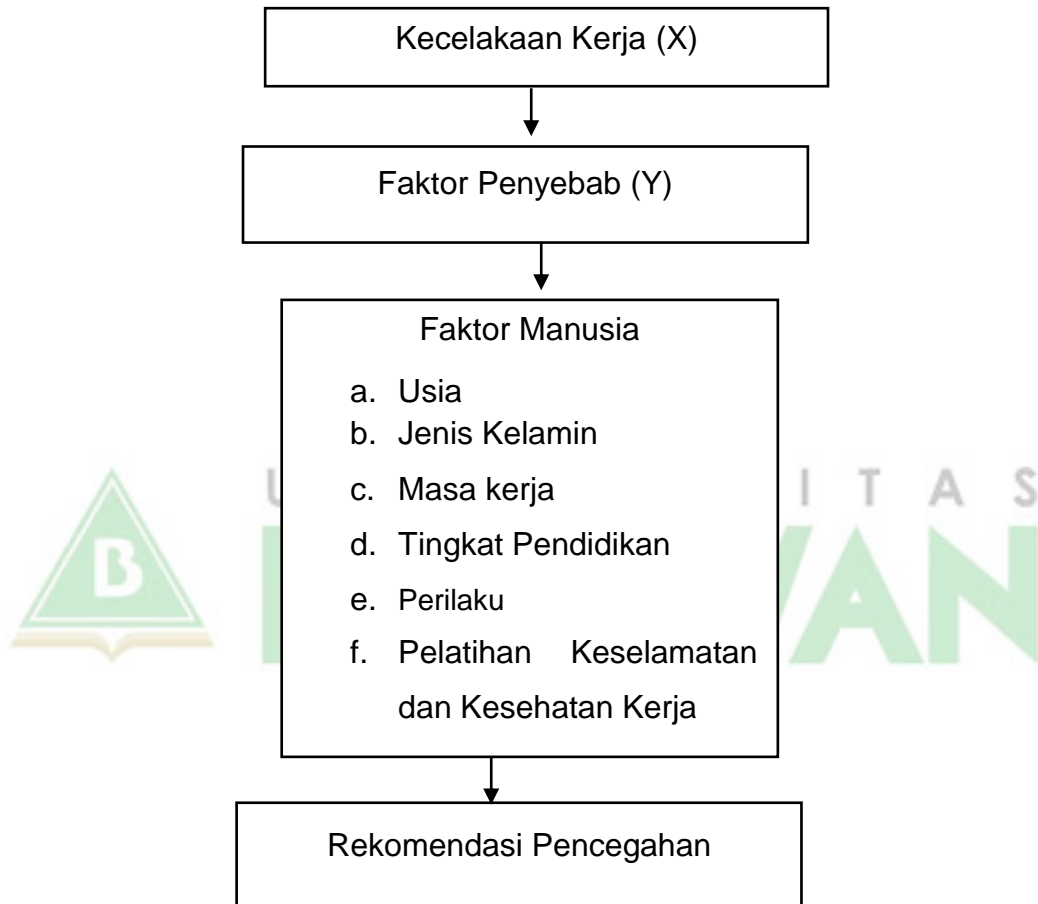 Kecelakaan Kerja (X)
Faktor Penyebab (Y)
Faktor Manusia
a. Usia
b. Jenis Kelamin
c. Masa kerja
d. Tingkat Pendidikan
e. Perilaku
f. Pelatihan Keselamatan
dan Kesehatan Kerja
Rekomendasi Pencegahan
B